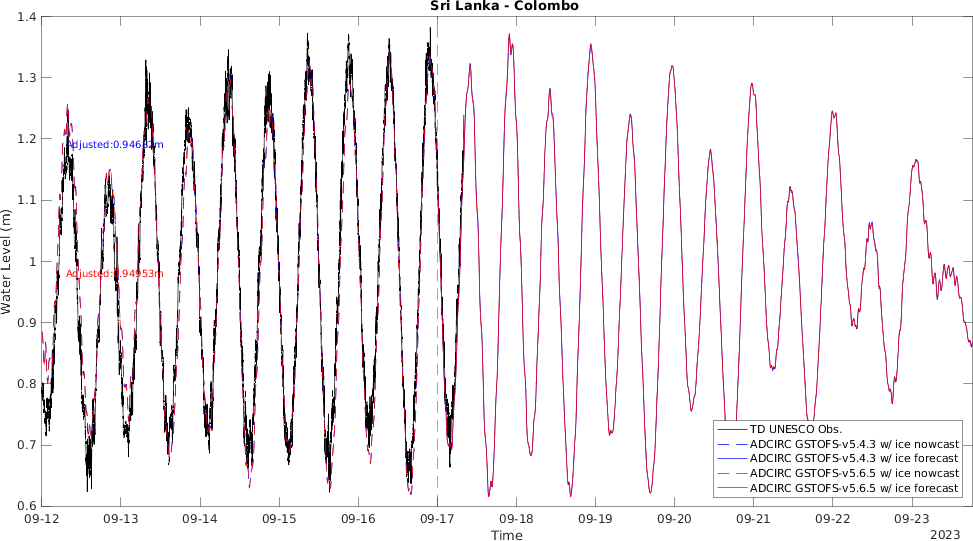 Sri Lanka - Colombo
Water Level (m)
1.4
1.3
1.2
1.1
1
0.9
0.8
0.7
0.6
Adjusted:0.94682m
Adjusted:0.94953m
TD UNESCO Obs.
ADCIRC GSTOFS-v5.4.3 w/ ice nowcast
ADCIRC GSTOFS-v5.4.3 w/ ice forecast
ADCIRC GSTOFS-v5.6.5 w/ ice nowcast
ADCIRC GSTOFS-v5.6.5 w/ ice forecast
09-12 09-13 09-14 09-15 09-16 09-17 09-18 09-19 09-20 09-21 09-22 09-23
Time
2023